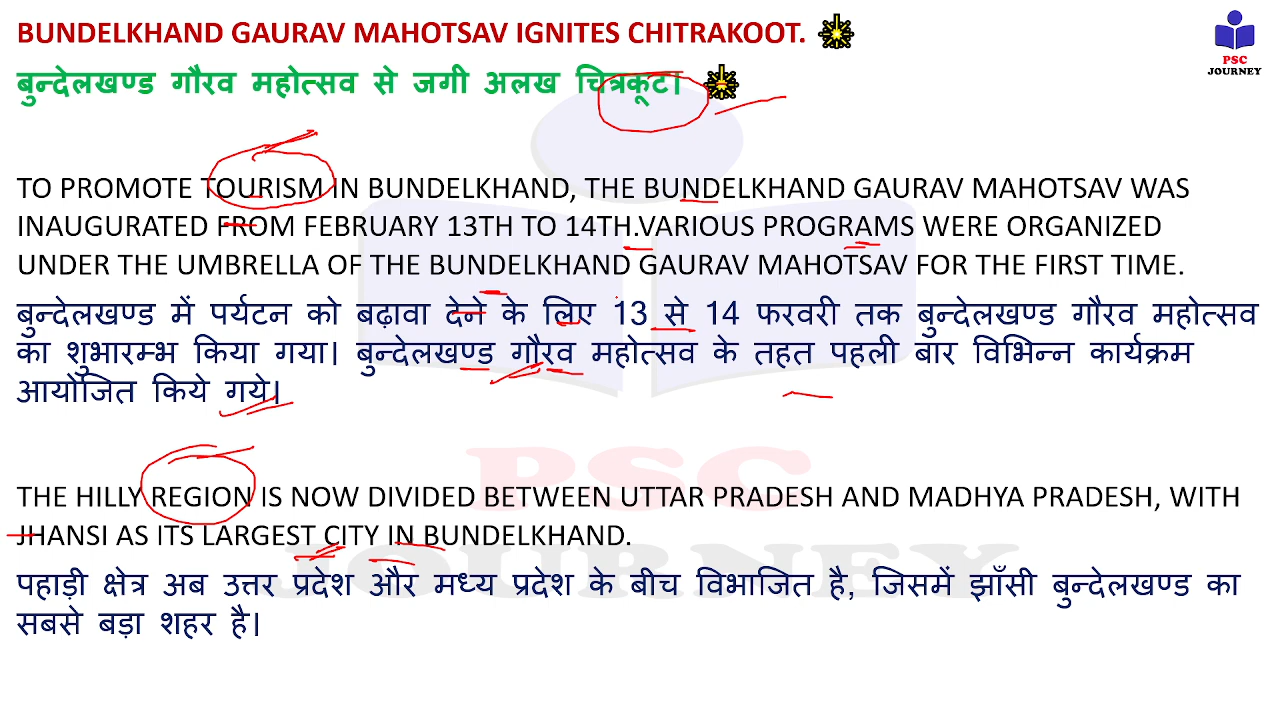 BUNDELKHAND GAURAV MAHOTSAV IGNITES CHITRAKOOT.
बुन्देलखण्ड गौरव महोत्सव से जगी अलख चित्रकूट।
PSC
JOURNEY
TO PROMOTE TOURISM IN BUNDELKHAND, THE BUNDELKHAND GAURAV MAHOTSAV WAS
INAUGURATED FROM FEBRUARY 13TH TO 14TH.VARIOUS PROGRAMS WERE ORGANIZED
UNDER THE UMBRELLA OF THE BUNDELKHAND GAURAV MAHOTSAV FOR THE FIRST TIME.
बुन्देलखण्ड में पर्यटन को बढ़ावा देने के लिए 13 से 14 फरवरी तक बुन्देलखण्ड गौरव महोत्सव
का शुभारम्भ किया गया। बुन्देलखण्ड गौरव महोत्सव के तहत पहली बार विभिन्न कार्यक्रम
आयोजित किये गये।
PSC
THE HILLY REGION IS NOW DIVIDED BETWEEN UTTAR PRADESH AND MADHYA PRADESH, WITH
JHANSI AS ITS LARGEST CITY IN BUNDELKHAND.
JOURNEY
पहाड़ी क्षेत्र अब उत्तर प्रदेश और मध्य प्रदेश के बीच विभाजित है, जिसमें झाँसी बुन्देलखण्ड का
सबसे बड़ा शहर है।